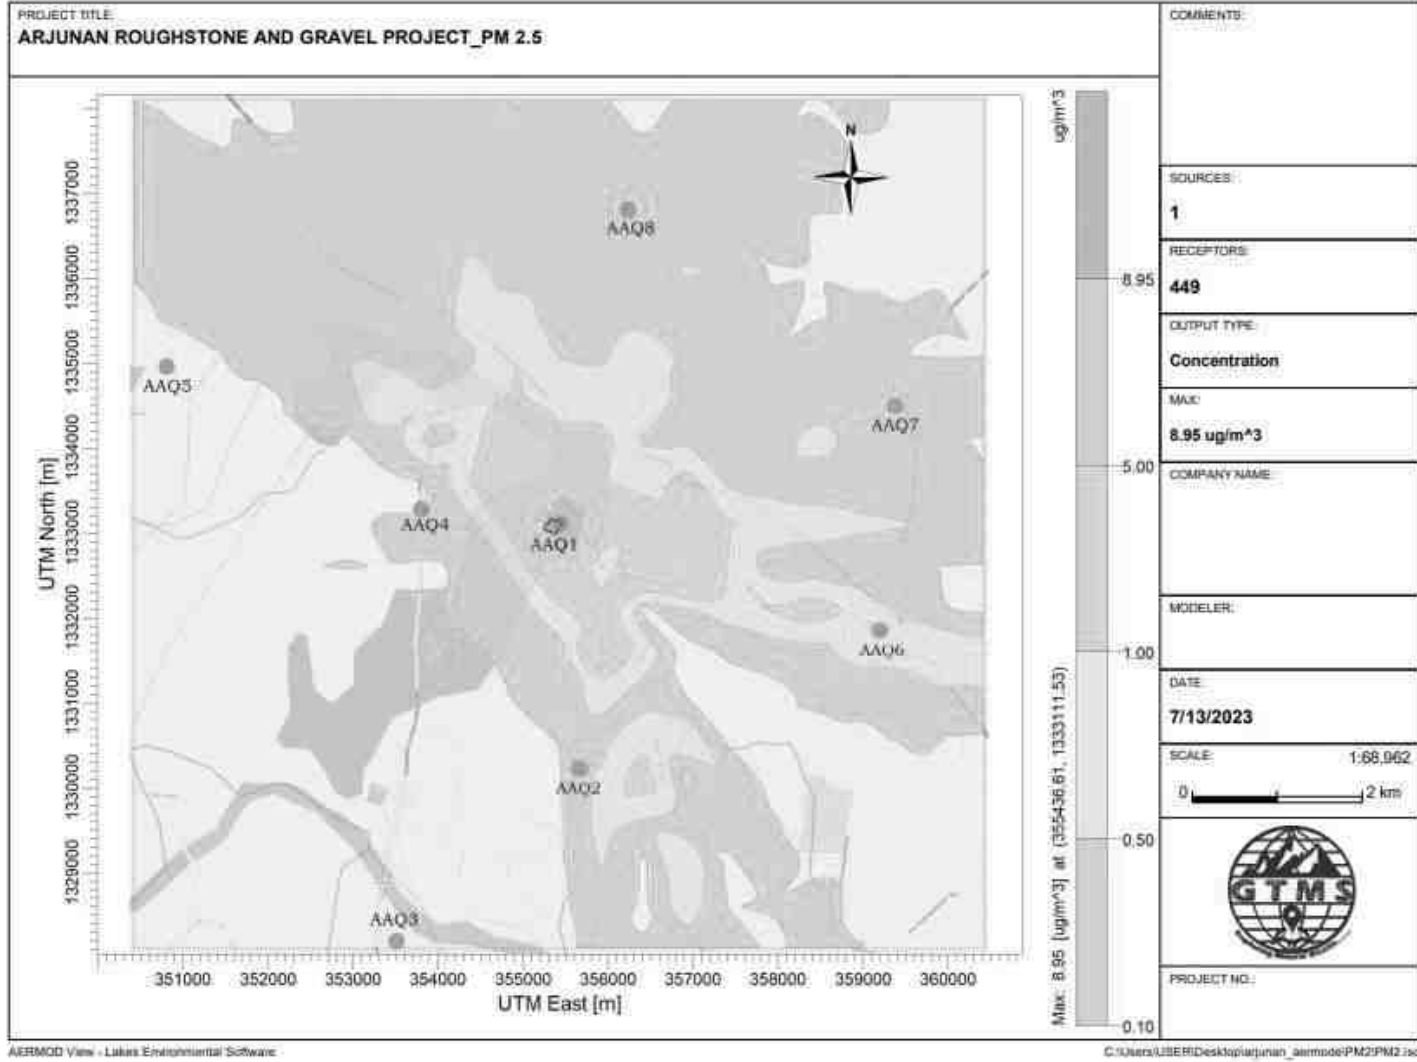 PROJECT TITLE:
ARJUNAN ROUGHSTONE AND GRAVEL PROJECT_PM 2.5
COMMENTS:
SOURCES:
1
RECEPTORS:
449
OUTPUT TYPE:
Concentration
MAX:
8.95 ug/m^3
COMPANY NAME:
MODELER:
DATE:
7/13/2023
SCALE: 1:68,962
0 2 km
GTMS
PROJECT NO.:
ug/m^3
8.95
5.00
1.00
0.50
0.10
Max: 8.95 [ug/m^3] at (355436.61, 1333111.53)
N
AAQ8
AAQ5
AAQ7
AAQ4
AAQ1
AAQ6
AAQ2
AAQ3
UTM North [m]
1337000
1336000
1335000
1334000
1333000
1332000
1331000
1330000
1329000
351000 352000 353000 354000 355000 356000 357000 358000 359000 360000
UTM East [m]
AERMOD View - Lakes Environmental Software